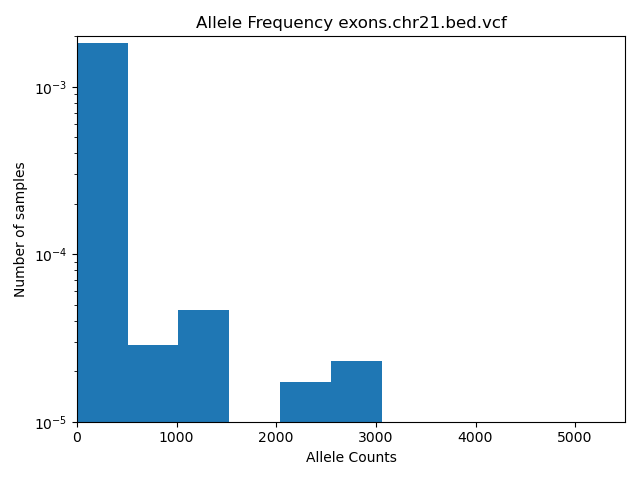 Allele Frequency exons.chr21.bed.vcf
Number of samples
10⁻³
10⁻⁴
10⁻⁵
0 1000 2000 3000 4000 5000
Allele Counts